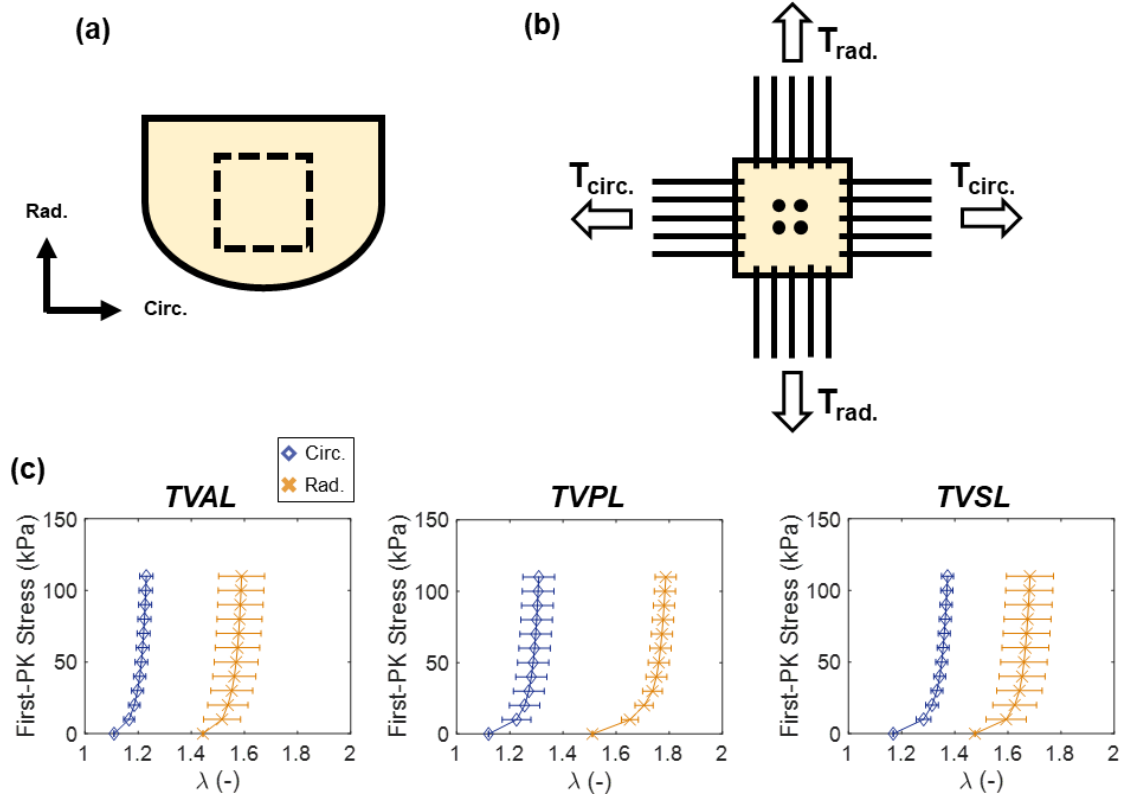 (a)
(b)
Rad.
Circ.
T_rad.
T_circ.
T_circ.
T_rad.
(c)
Circ.
Rad.
TVAL
TVPL
TVSL
First-PK Stress (kPa)
150
100
50
0
1
1.2
1.4
1.6
1.8
2
λ (-)
First-PK Stress (kPa)
150
100
50
0
1
1.2
1.4
1.6
1.8
2
λ (-)
First-PK Stress (kPa)
150
100
50
0
1
1.2
1.4
1.6
1.8
2
λ (-)